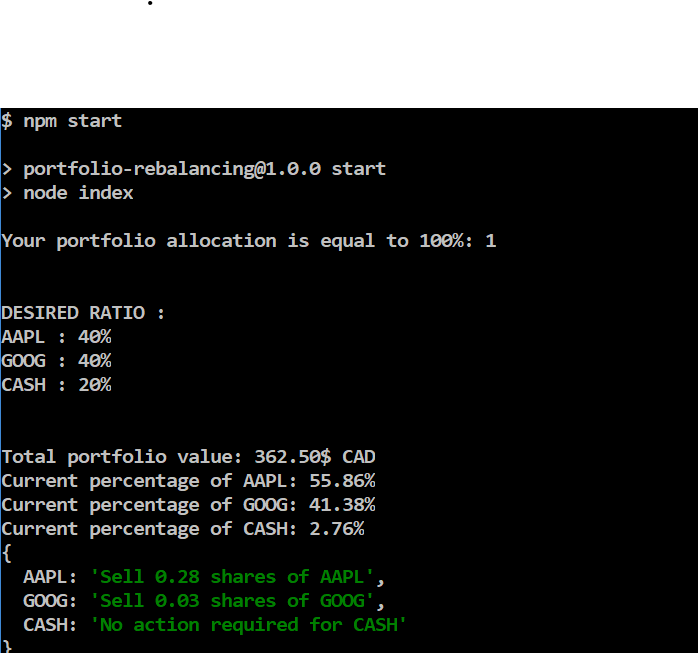 $ npm start
> portfolio-rebalancing@1.0.0 start
> node index
Your portfolio allocation is equal to 100%: 1
DESIRED RATIO :
AAPL : 40%
GOOG : 40%
CASH : 20%
Total portfolio value: 362.50$ CAD
Current percentage of AAPL: 55.86%
Current percentage of GOOG: 41.38%
Current percentage of CASH: 2.76%
{
AAPL: 'Sell 0.28 shares of AAPL',
GOOG: 'Sell 0.03 shares of GOOG',
CASH: 'No action required for CASH'
}